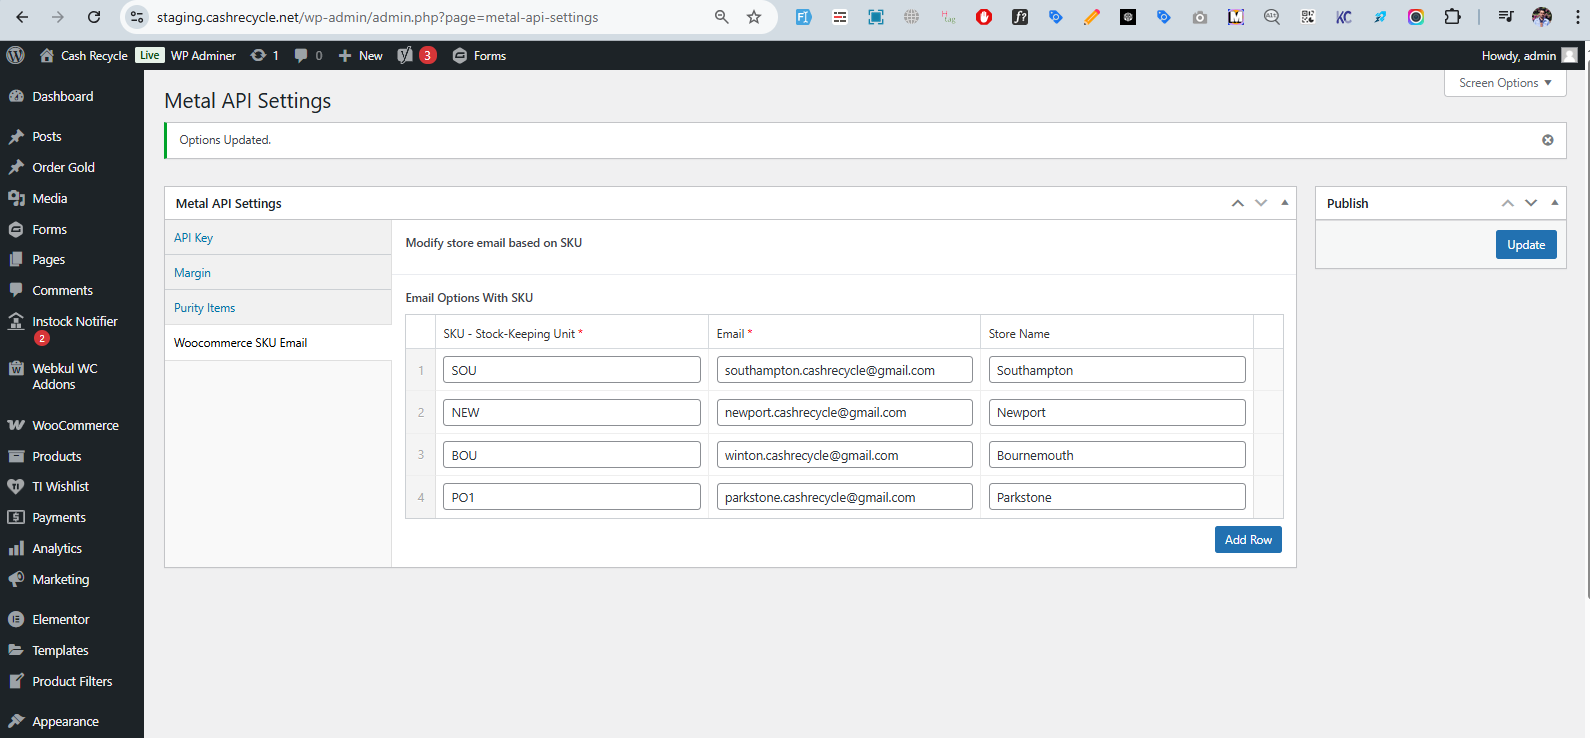 staging.cashrecycle.net/wp-admin/admin.php?page=metal-api-settings
Cash Recycle Live WP Adminer 1 0 New 3 Forms Howdy, admin
Screen Options
Dashboard
Posts
Order Gold
Media
Forms
Pages
Comments
Instock Notifier
2
Webkul WC
Addons
WooCommerce
Products
TI Wishlist
Payments
Analytics
Marketing
Elementor
Templates
Product Filters
Appearance
Metal API Settings
Options Updated.
Metal API Settings
API Key
Margin
Purity Items
Woocommerce SKU Email
Modify store email based on SKU
Email Options With SKU
SKU - Stock-Keeping Unit * Email * Store Name
1 SOU southampton.cashrecycle@gmail.com Southampton
2 NEW newport.cashrecycle@gmail.com Newport
3 BOU winton.cashrecycle@gmail.com Bournemouth
4 PO1 parkstone.cashrecycle@gmail.com Parkstone
Add Row
Publish
Update